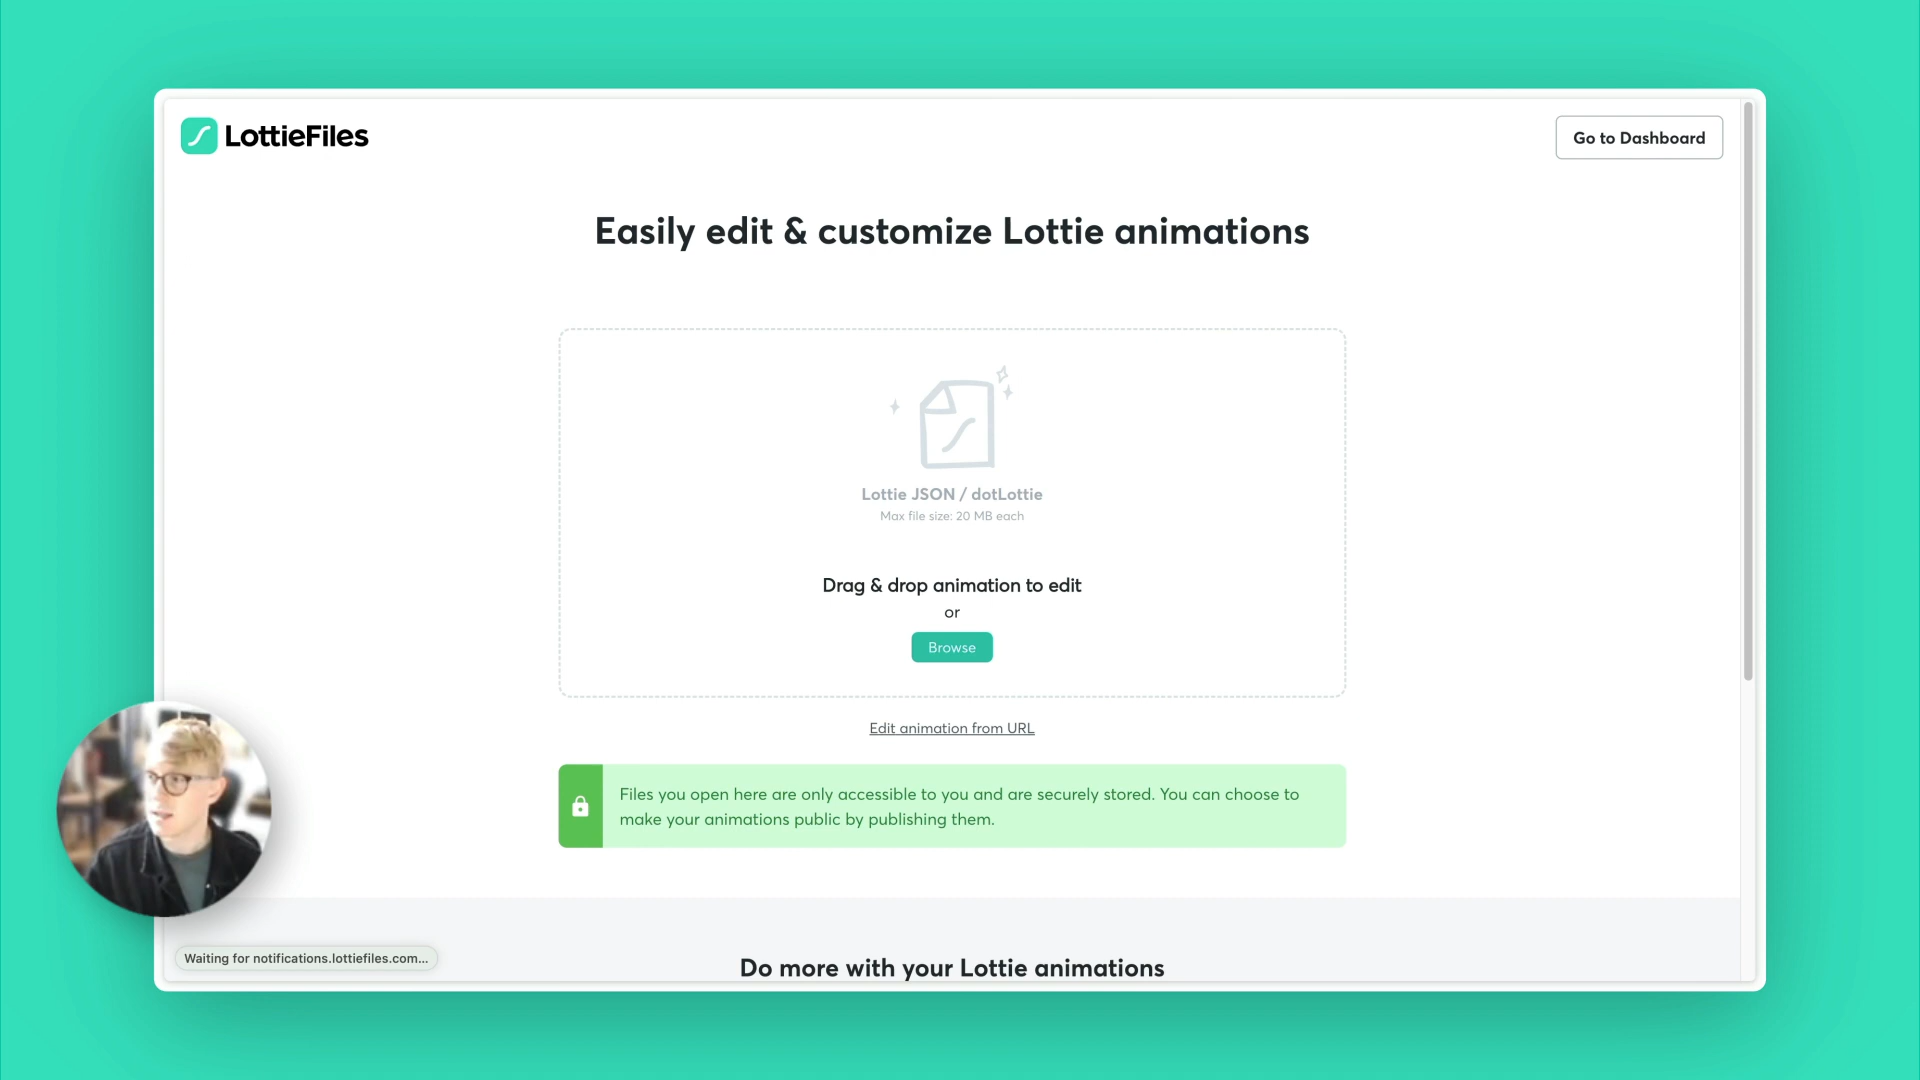 LottieFiles
Go to Dashboard
Easily edit & customize Lottie animations
Lottie JSON / dotLottie
Max file size: 20 MB each
Drag & drop animation to edit
or
Browse
Edit animation from URL
Files you open here are only accessible to you and are securely stored. You can choose to
make your animations public by publishing them.
Waiting for notifications.lottiefiles.com...
Do more with your Lottie animations